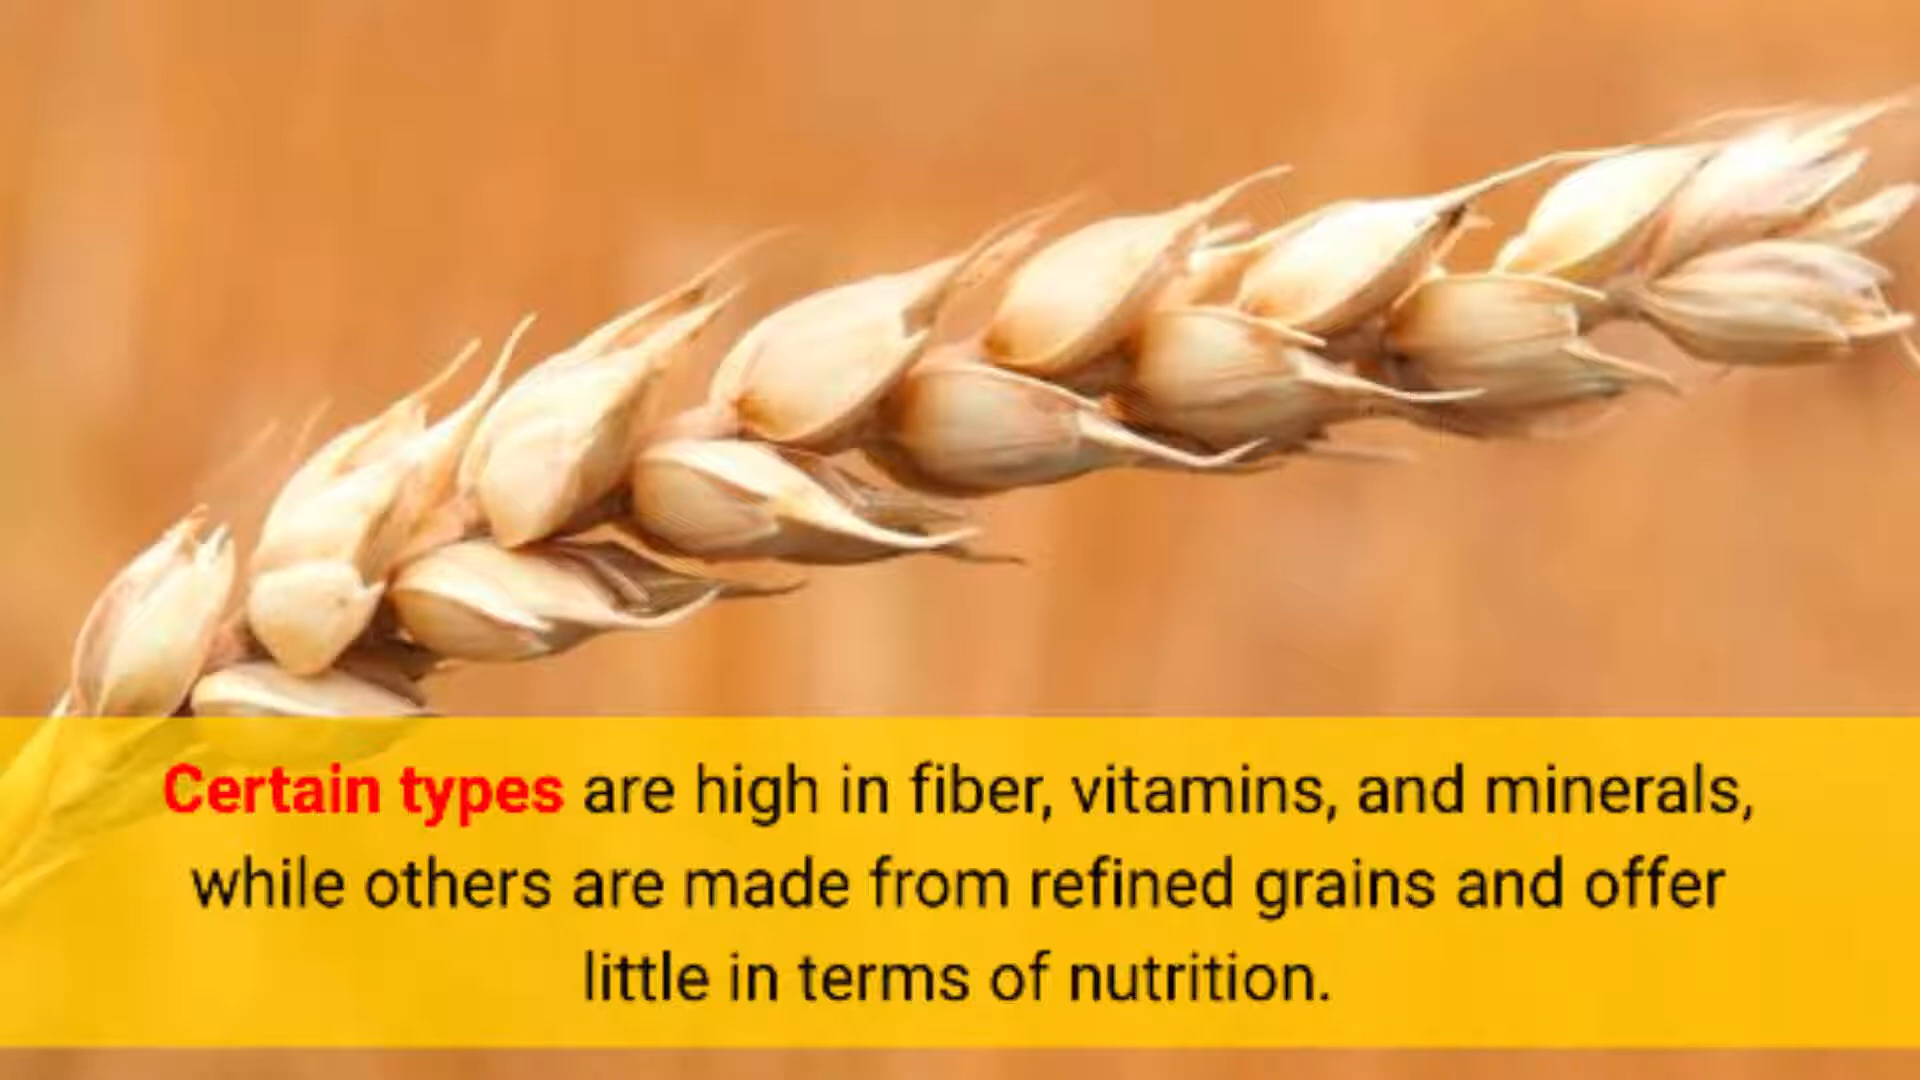 Certain types are high in fiber, vitamins, and minerals,
while others are made from refined grains and offer
little in terms of nutrition.